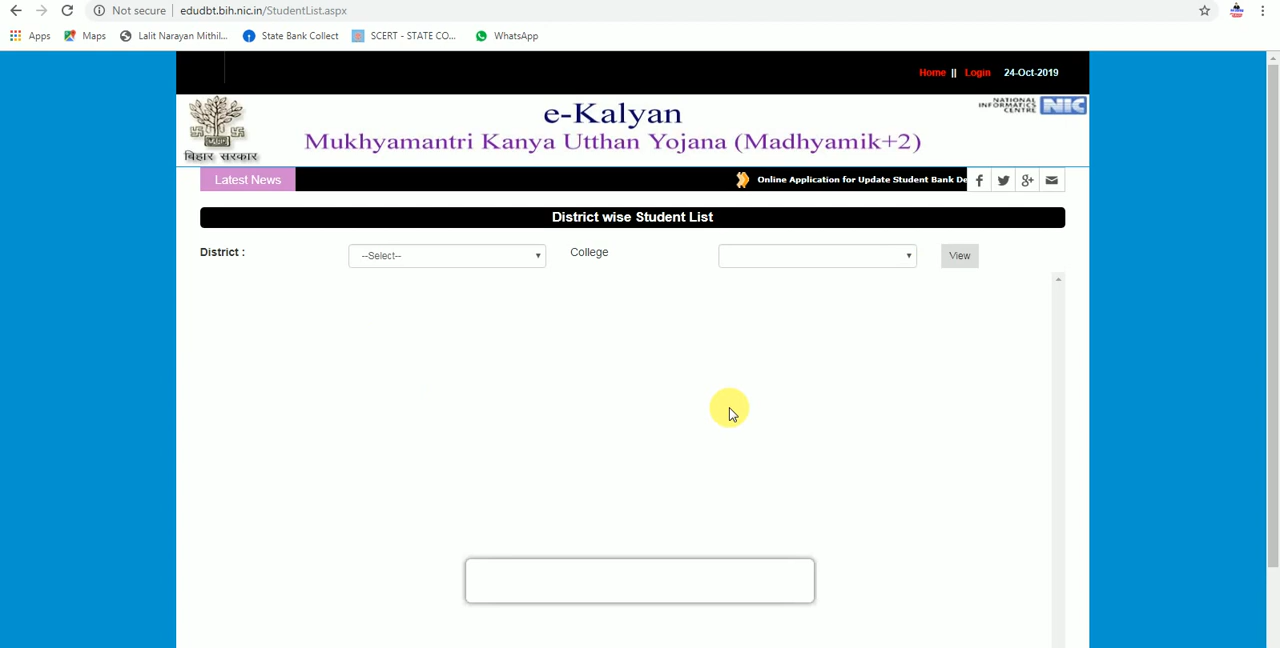 Not secure | edudbt.bih.nic.in/StudentList.aspx
Apps Maps Lalit Narayan Mithil... State Bank Collect SCERT - STATE CO... WhatsApp
Home || Login 24-Oct-2019
e-Kalyan
NATIONAL INFORMATICS CENTRE NIC
Mukhyamantri Kanya Utthan Yojana (Madhyamik+2)
बिहार सरकार
Latest News Online Application for Update Student Bank De
District wise Student List
District : --Select-- College View